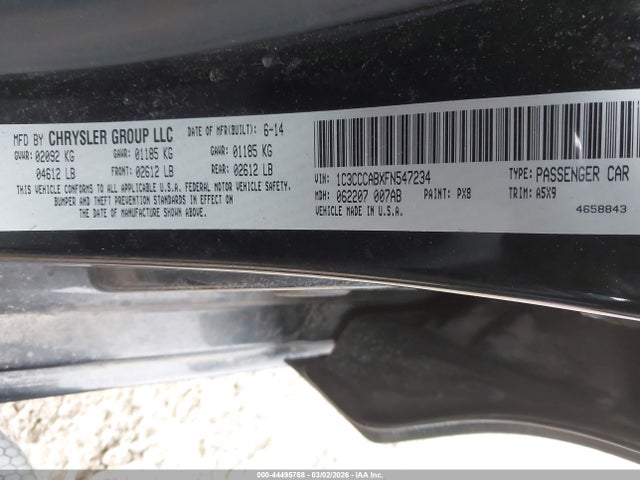 MFD BY CHRYSLER GROUP LLC DATE OF MFR(BUILT): 6-14
GVWR: 02092 KG GAWR: 01185 KG GAWR: 01185 KG
04612 LB FRONT: 02612 LB REAR: 02612 LB
THIS VEHICLE CONFORMS TO ALL APPLICABLE U.S.A. FEDERAL MOTOR VEHICLE SAFETY,
BUMPER AND THEFT PREVENTION STANDARDS IN EFFECT
ON THE DATE OF MANUFACTURE SHOWN ABOVE.
VIN: 1C3CCCABXFN547234 TYPE: PASSENGER CAR
MDH: 062207 007AB PAINT: PX8 TRIM: A5X9
VEHICLE MADE IN U.S.A. 4658843
000-44495768 - 03/02/2026 - IAAI.com